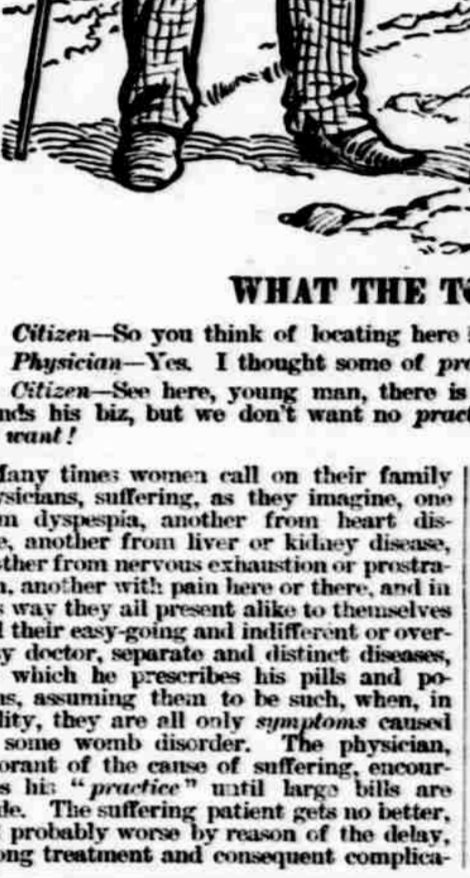 WHAT THE T
Citizen—So you think of locating here
Physician—Yes. I thought some of pr
Citizen—See here, young man, there is
nds his biz, but we don't want no pract
want!
Many times women call on their family
ysicians, suffering, as they imagine, one
m dyspespia, another from heart dis-
e, another from liver or kidney disease,
ther from nervous exhaustion or prostra-
n, another with pain here or there, and in
s way they all present alike to themselves
d their easy-going and indifferent or over-
sy doctor, separate and distinct diseases,
which he prescribes his pills and po-
ns, assuming them to be such, when, in
lity, they are all only symptoms caused
some womb disorder. The physician,
orant of the cause of suffering, encour-
s his "practice" until large bills are
de. The suffering patient gets no better,
probably worse by reason of the delay,
ong treatment and consequent complica-